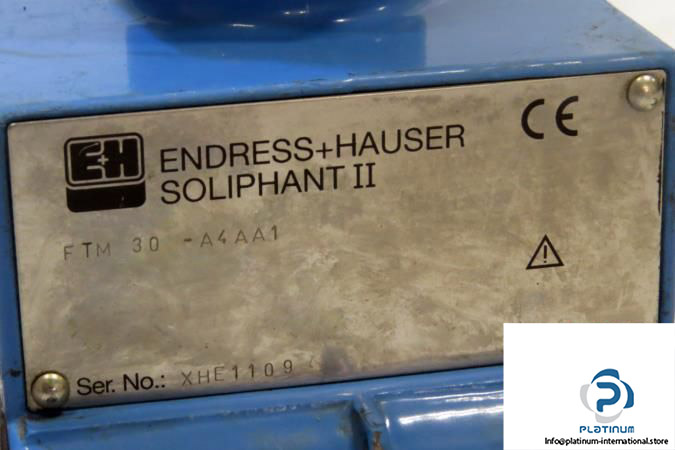 E+H
ENDRESS+HAUSER
SOLIPHANT II
CE
FTM 30 -A4AA1
Ser. No.: XHE1109
PLATINUM
Info@platinum-international.store